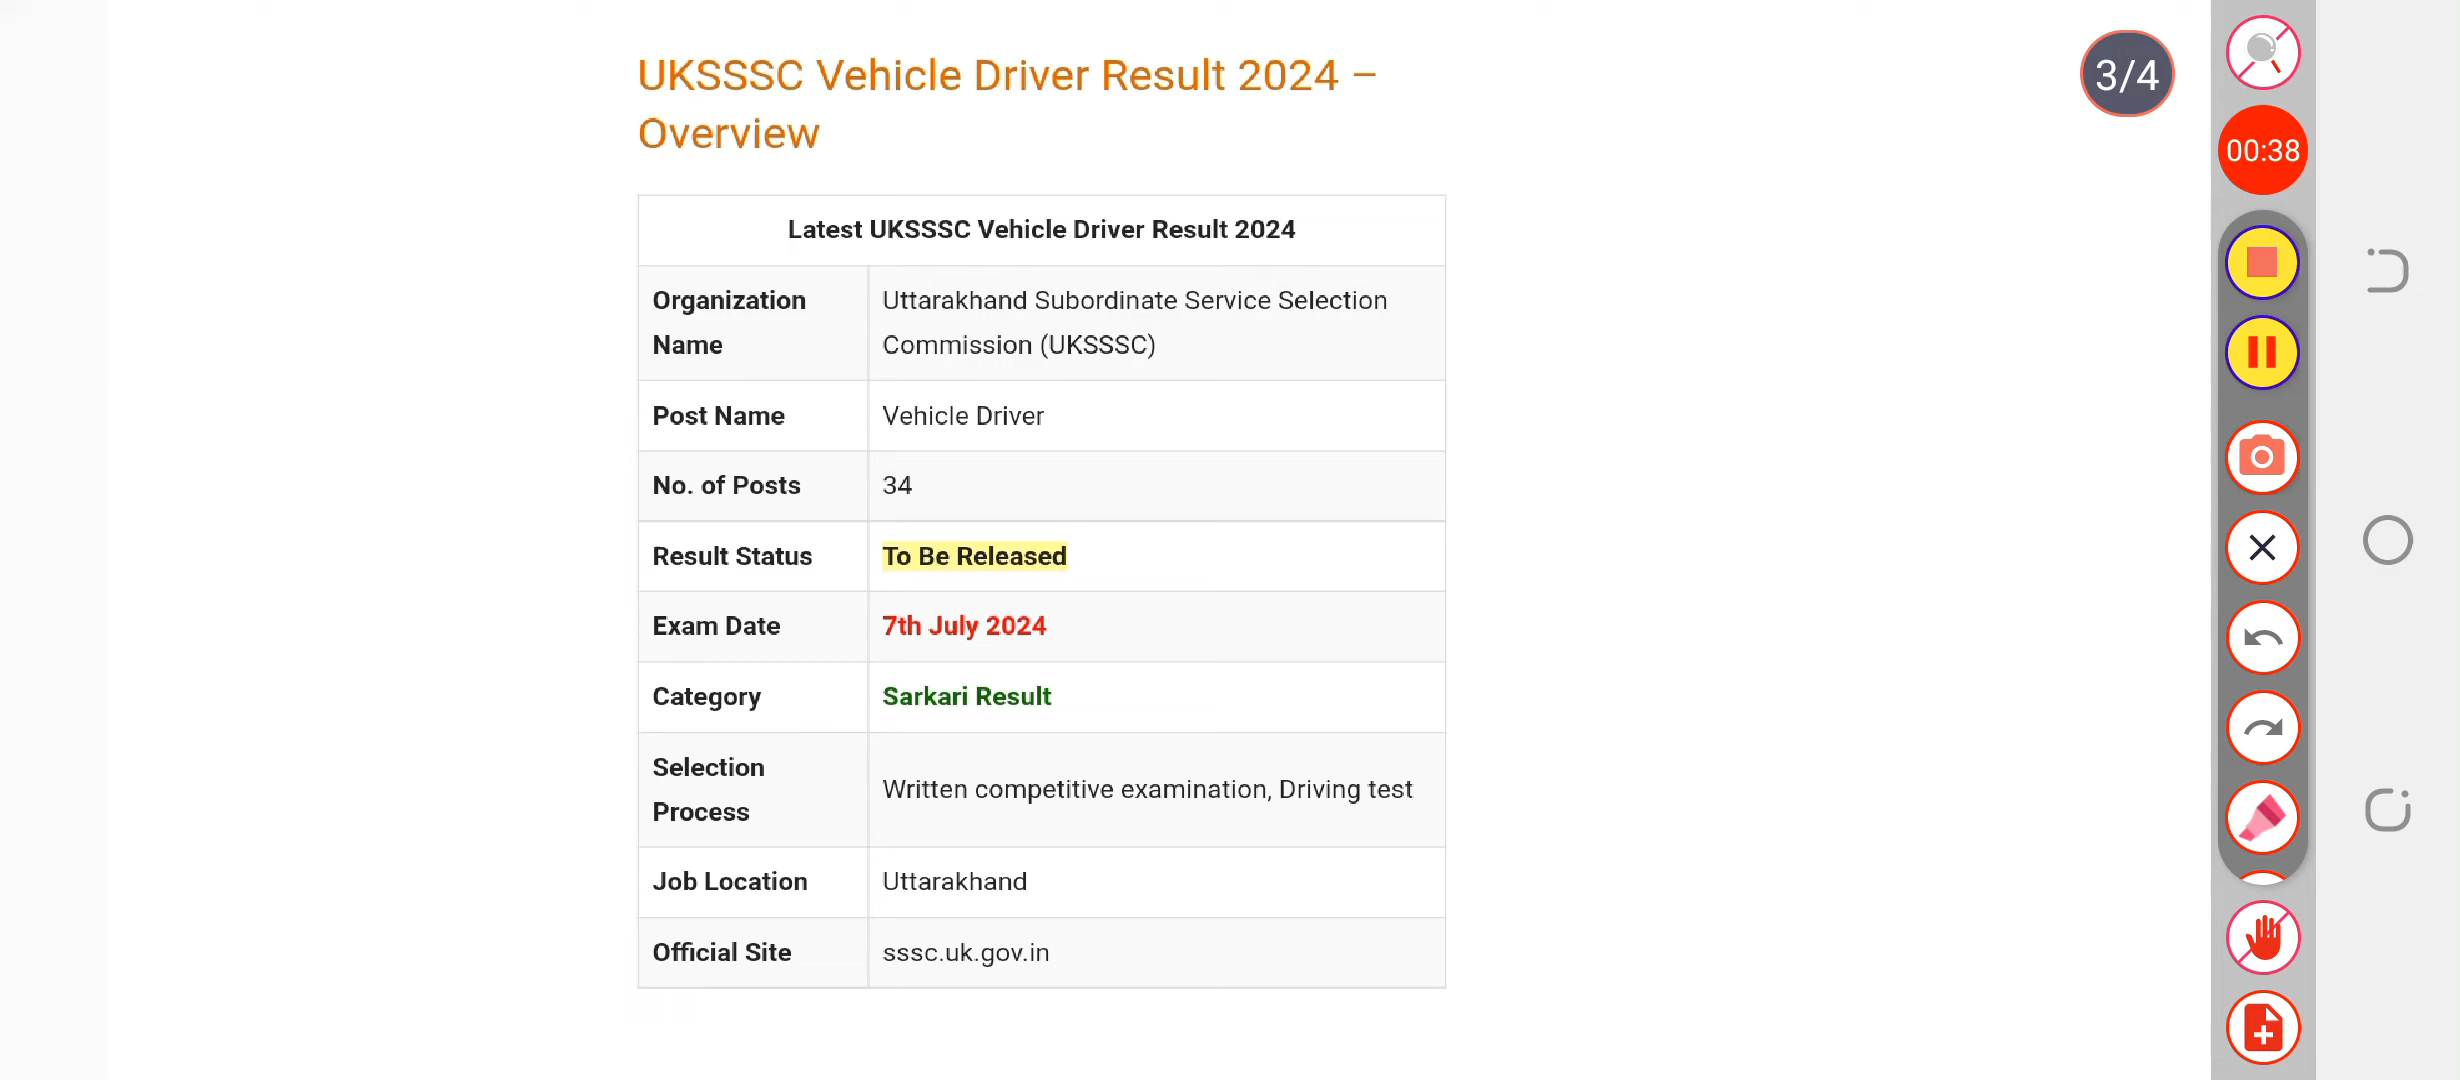 UKSSSC Vehicle Driver Result 2024 –
Overview
3/4
00:38
Latest UKSSSC Vehicle Driver Result 2024
Organization Name
Uttarakhand Subordinate Service Selection
Commission (UKSSSC)
Post Name
Vehicle Driver
No. of Posts
34
Result Status
To Be Released
Exam Date
7th July 2024
Category
Sarkari Result
Selection Process
Written competitive examination, Driving test
Job Location
Uttarakhand
Official Site
sssc.uk.gov.in